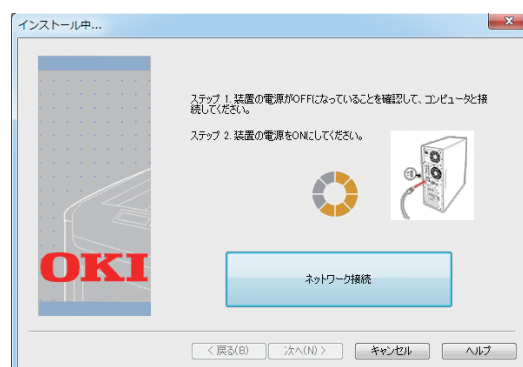 インストール中...
ステップ 1. 装置の電源がOFFになっていることを確認して、コンピュータと接
続してください。
ステップ 2. 装置の電源をONにしてください。
OKI
ネットワーク接続
< 戻る(B)
次へ(N) >
キャンセル
ヘルプ